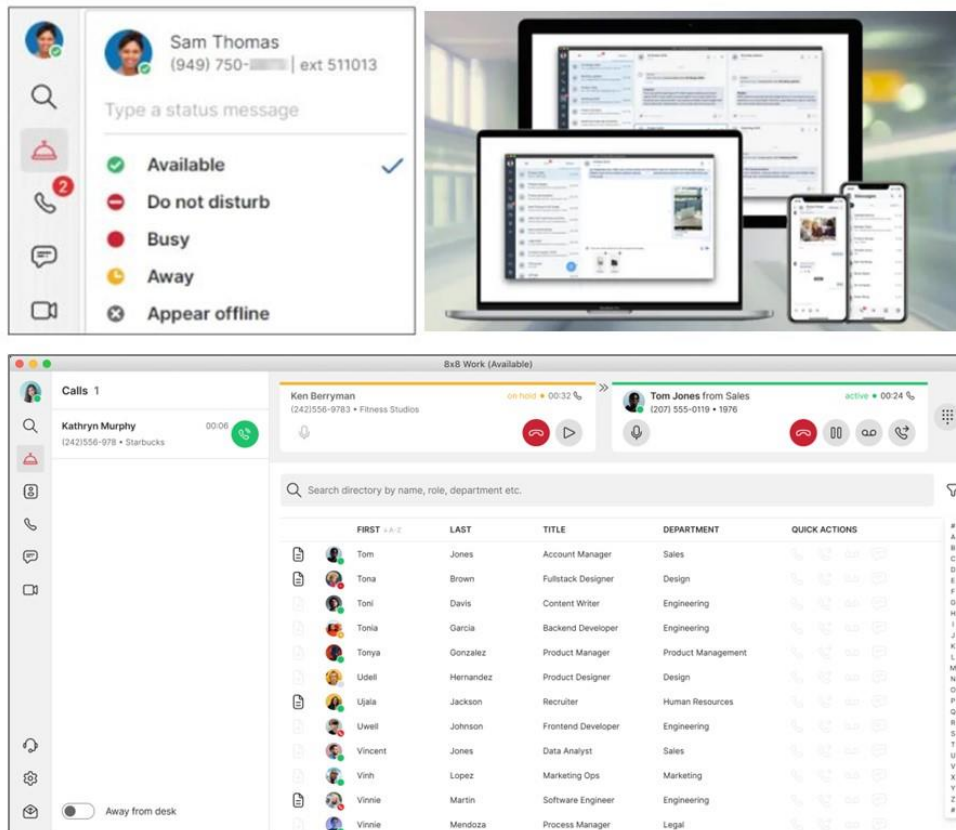 Sam Thomas
(949) 750- | ext 511013
Type a status message
Available
2
Do not disturb
Busy
Away
Appear offline
Messages
8x8 Work (Available)
Calls 1
Kathryn Murphy 00:06
(242)556-978 • Starbucks
Ken Berryman on hold • 00:32
(242)556-9783 • Fitness Studios
Tom Jones from Sales active • 00:24
(207) 555-0119 • 1976
Search directory by name, role, department etc.
FIRST A-Z LAST TITLE DEPARTMENT QUICK ACTIONS
Tom Jones Account Manager Sales
Tona Brown Fullstack Designer Design
Toni Davis Content Writer Engineering
Tonia Garcia Backend Developer Engineering
Tonya Gonzalez Product Manager Product Management
Udell Hernandez Product Designer Design
Ujala Jackson Recruiter Human Resources
Uwell Johnson Frontend Developer Engineering
Vincent Jones Data Analyst Sales
Vinh Lopez Marketing Ops Marketing
Vinnie Martin Software Engineer Engineering
Vinnie Mendoza Process Manager Legal
Away from desk
#
A
B
C
D
E
F
G
H
I
J
K
L
M
N
O
P
Q
R
S
T
U
V
X
Y
Z
#